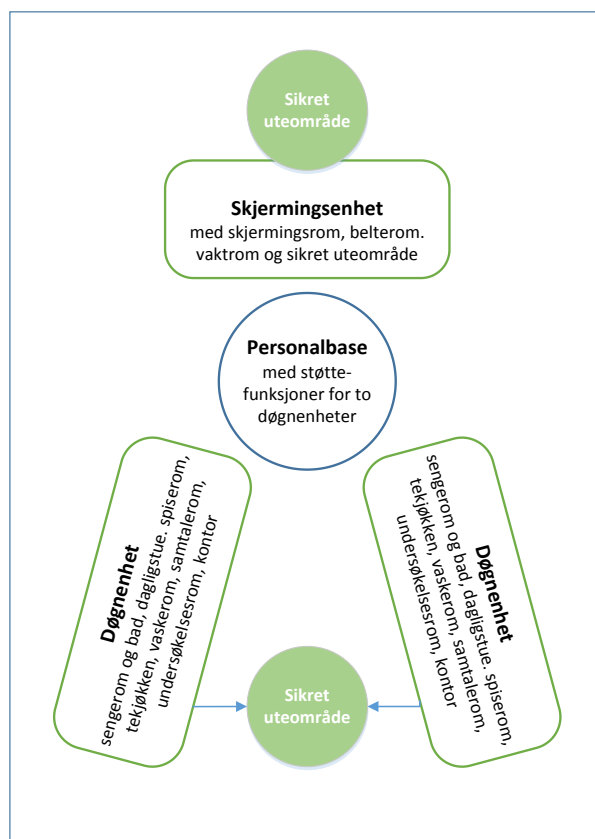 Sikret
uteområde
Skjermingsenhet
med skjermingsrom, belterom.
vaktrom og sikret uteområde
Personalbase
med støtte-
funksjoner for to
døgnenheter
Døgnenhet
sengerom og bad, dagligstue. spiserom,
tekjøkken, vaskerom, samtalerom,
undersøkelsesrom, kontor
Døgnenhet
sengerom og bad, dagligstue. spiserom,
tekjøkken, vaskerom, samtalerom,
undersøkelsesrom, kontor
Sikret
uteområde